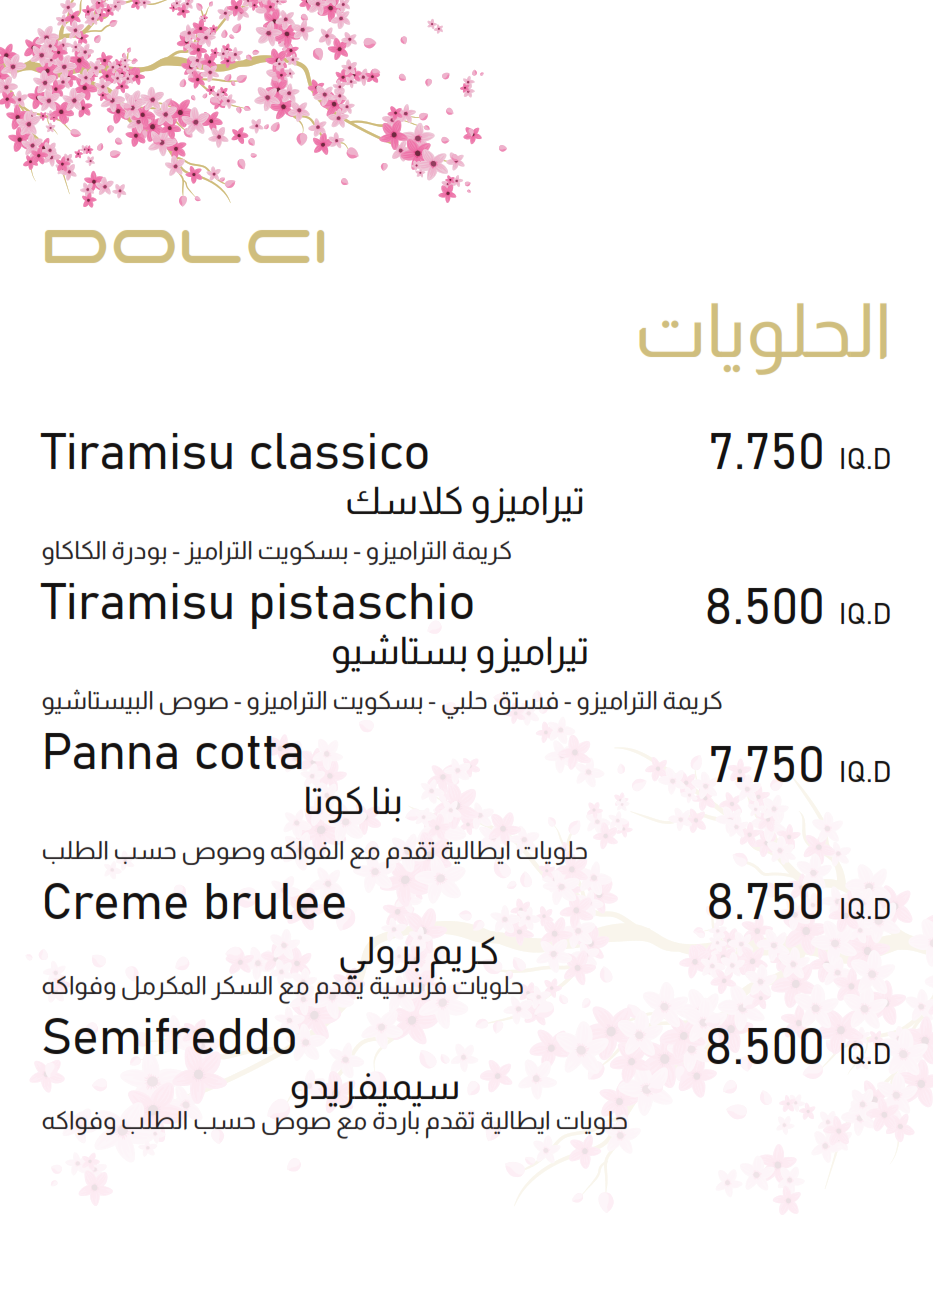 DOLCI
الحلويات
Tiramisu classico 7.750 IQ.D
تيراميزو كلاسك
كريمة التراميزو - بسكويت التراميز - بودرة الكاكاو
Tiramisu pistaschio 8.500 IQ.D
تيراميزو بستاشيو
كريمة التراميزو - فستق حلبي - بسكويت التراميزو - صوص البيستاشيو
Panna cotta 7.750 IQ.D
بنا كوتا
حلويات ايطالية تقدم مع الفواكه وصوص حسب الطلب
Creme brulee 8.750 IQ.D
كريم برولي
حلويات فرنسية يقدم مع السكر المكرمل وفواكه
Semifreddo 8.500 IQ.D
سيميفريدو
حلويات ايطالية تقدم باردة مع صوص حسب الطلب وفواكه